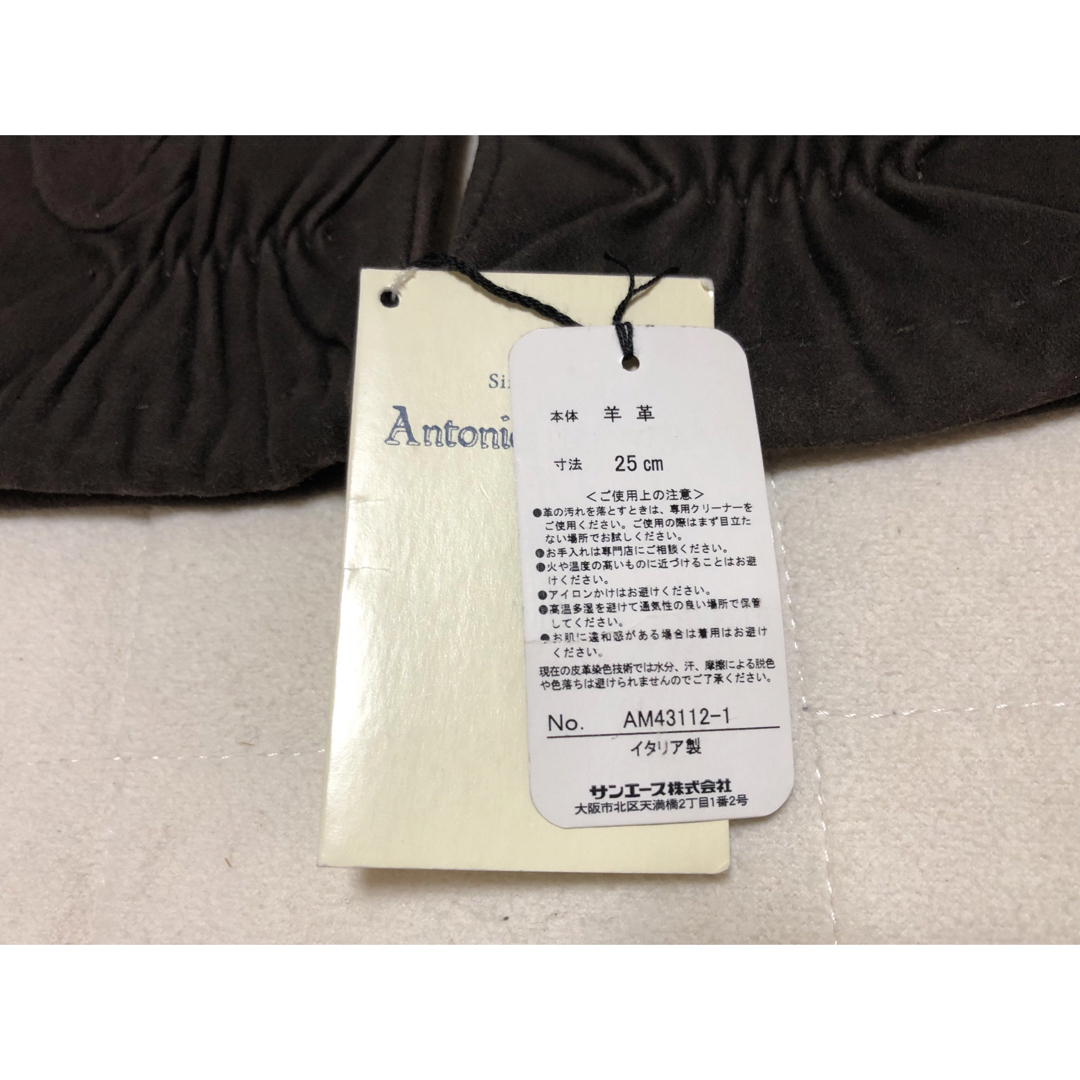 本体 羊革
寸法 25cm
<ご使用上の注意>
●革の汚れを落とすときは、専用クリーナーを
ご使用ください。ご使用の際はまず目立た
ない場所でお試しください。
●お手入れは専門店にご相談ください。
●火や温度の高いものに近づけることはお避
けください。
●アイロンかけはお避けください。
●高温多湿を避けて通気性の良い場所で保管
してください。
●お肌に違和感がある場合は着用はお避け
ください。
現在の皮革染色技術では水分、汗、摩擦による脱色
や色落ちは避けられませんのでご了承ください。
No. AM43112-1
イタリア製
サンエース株式会社
大阪市北区天満橋2丁目1番2号